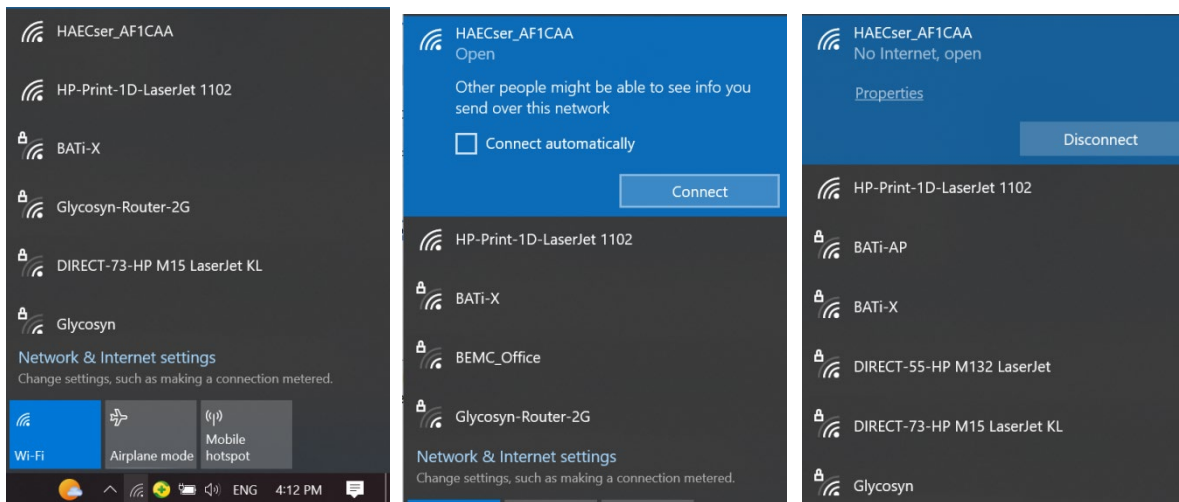 HAECser_AF1CAA
HP-Print-1D-LaserJet 1102
BATi-X
Glycosyn-Router-2G
DIRECT-73-HP M15 LaserJet KL
Glycosyn
Network & Internet settings
Change settings, such as making a connection metered.
Wi-Fi
Airplane mode
Mobile
hotspot
ENG
4:12 PM
HAECser_AF1CAA
Open
Other people might be able to see info you
send over this network
Connect automatically
Connect
HP-Print-1D-LaserJet 1102
BATi-X
BEMC_Office
Glycosyn-Router-2G
Network & Internet settings
Change settings, such as making a connection metered.
HAECser_AF1CAA
No Internet, open
Properties
Disconnect
HP-Print-1D-LaserJet 1102
BATi-AP
BATi-X
DIRECT-55-HP M132 LaserJet
DIRECT-73-HP M15 LaserJet KL
Glycosyn